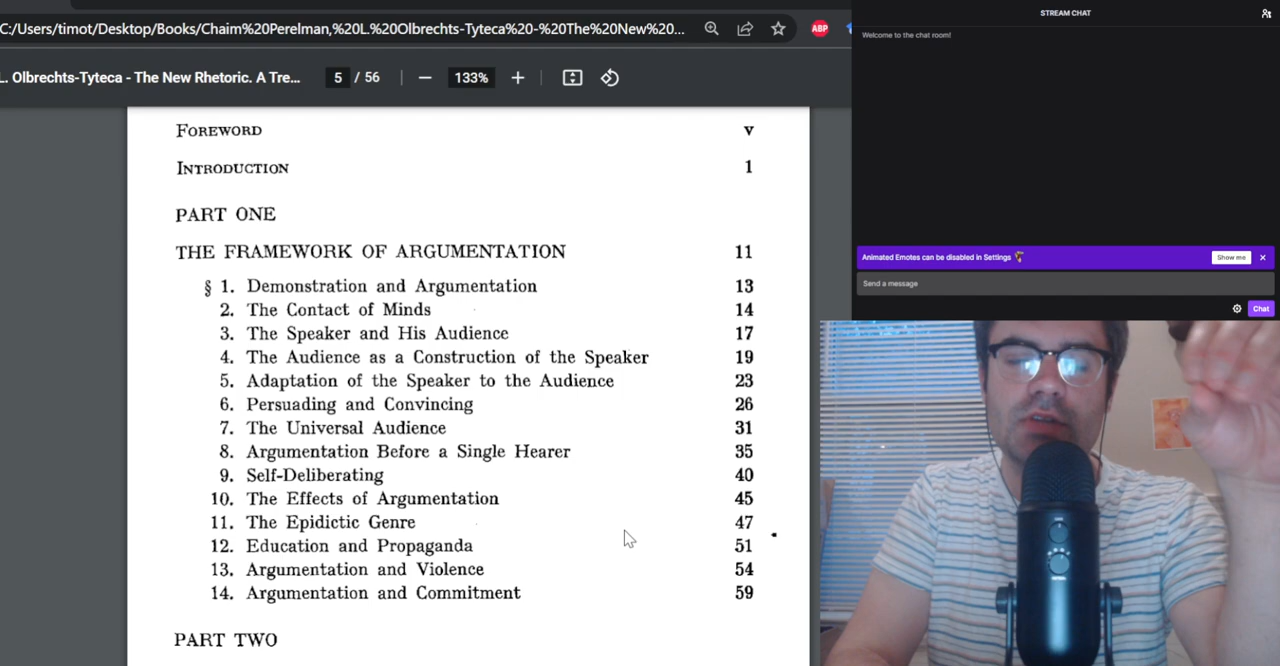 C:/Users/timot/Desktop/Books/Chaim%20Perelman,%20L.%20Olbrechts-Tyteca%20-%20The%20New%20...
ABP
L. Olbrechts-Tyteca - The New Rhetoric. A Tre...
5 / 56
133%
FOREWORD v
INTRODUCTION 1
PART ONE
THE FRAMEWORK OF ARGUMENTATION 11
§ 1. Demonstration and Argumentation 13
2. The Contact of Minds 14
3. The Speaker and His Audience 17
4. The Audience as a Construction of the Speaker 19
5. Adaptation of the Speaker to the Audience 23
6. Persuading and Convincing 26
7. The Universal Audience 31
8. Argumentation Before a Single Hearer 35
9. Self-Deliberating 40
10. The Effects of Argumentation 45
11. The Epidictic Genre 47
12. Education and Propaganda 51
13. Argumentation and Violence 54
14. Argumentation and Commitment 59
PART TWO
STREAM CHAT
Welcome to the chat room!
Animated Emotes can be disabled in Settings
Show me
Send a message
Chat